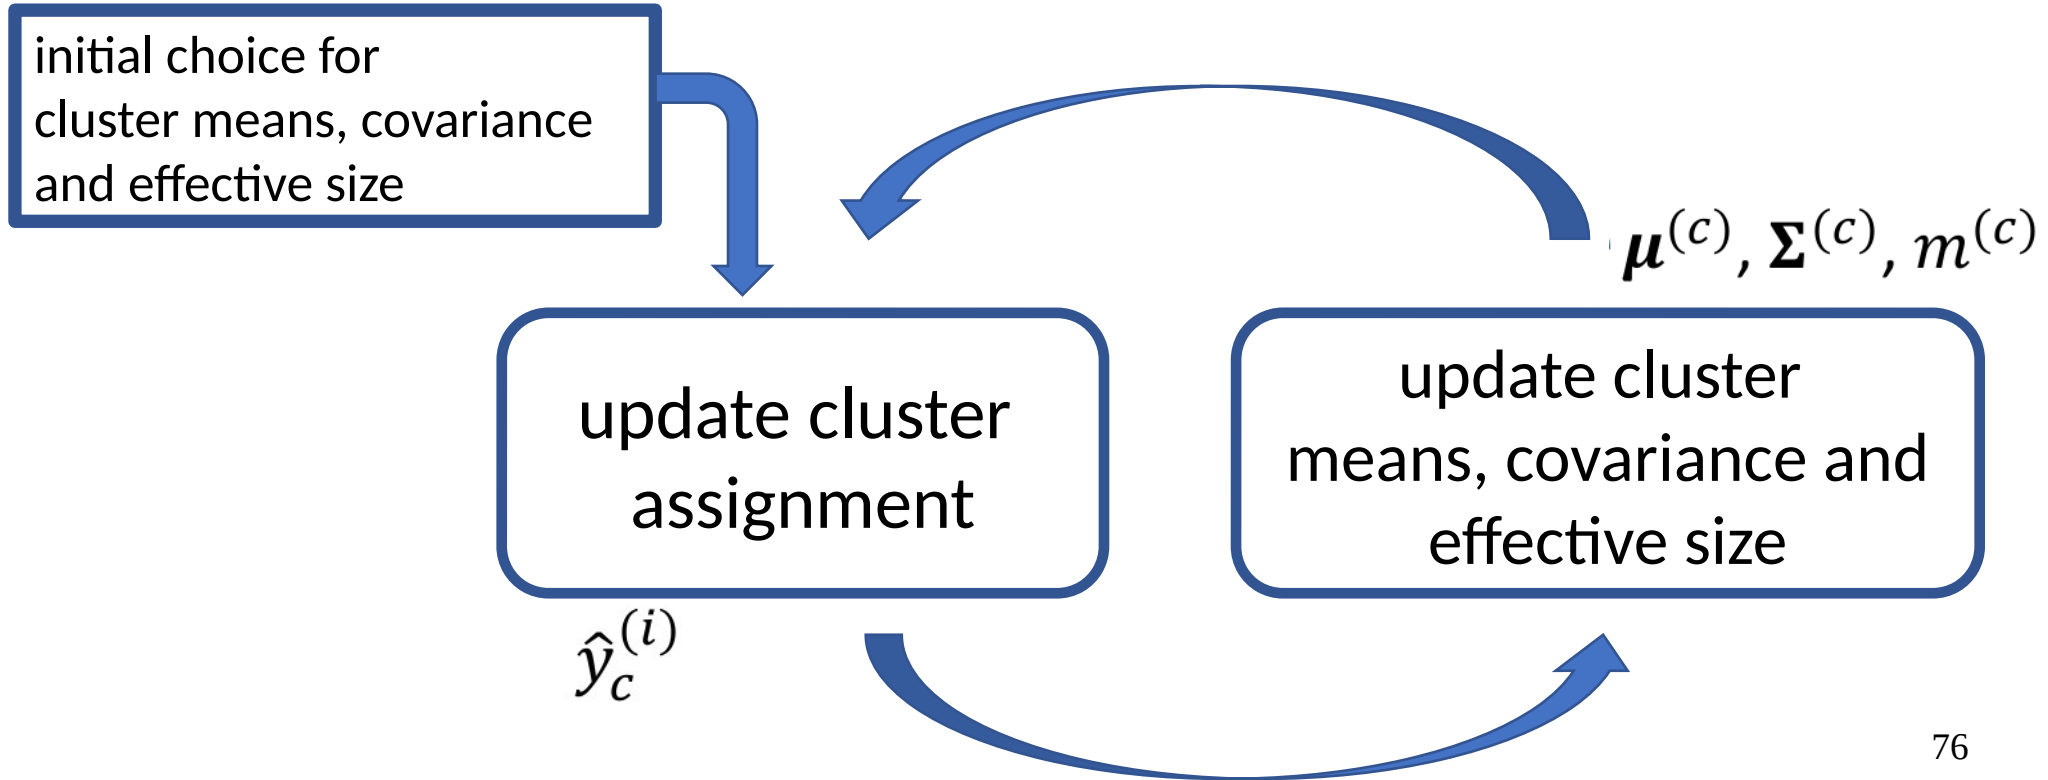 initial choice for
cluster means, covariance
and effective size
μ^(c), Σ^(c), m^(c)
update cluster
assignment
update cluster
means, covariance and
effective size
ŷ_c^(i)
76